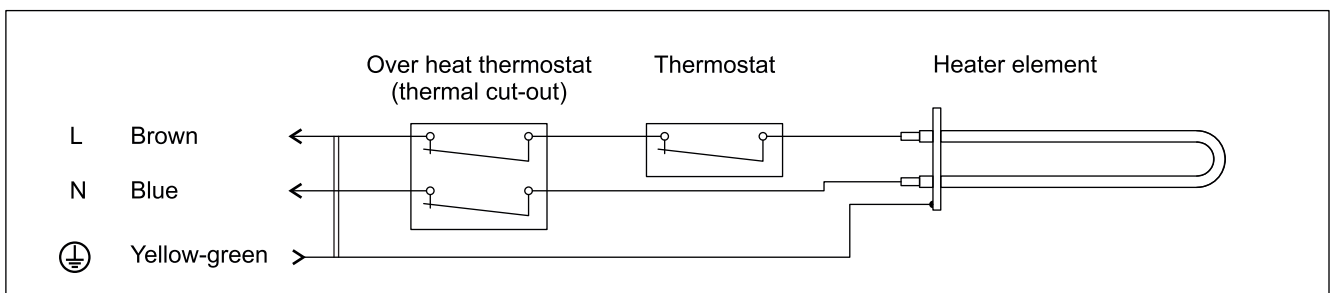 Over heat thermostat
(thermal cut-out)
Thermostat
Heater element
L Brown
N Blue
Yellow-green